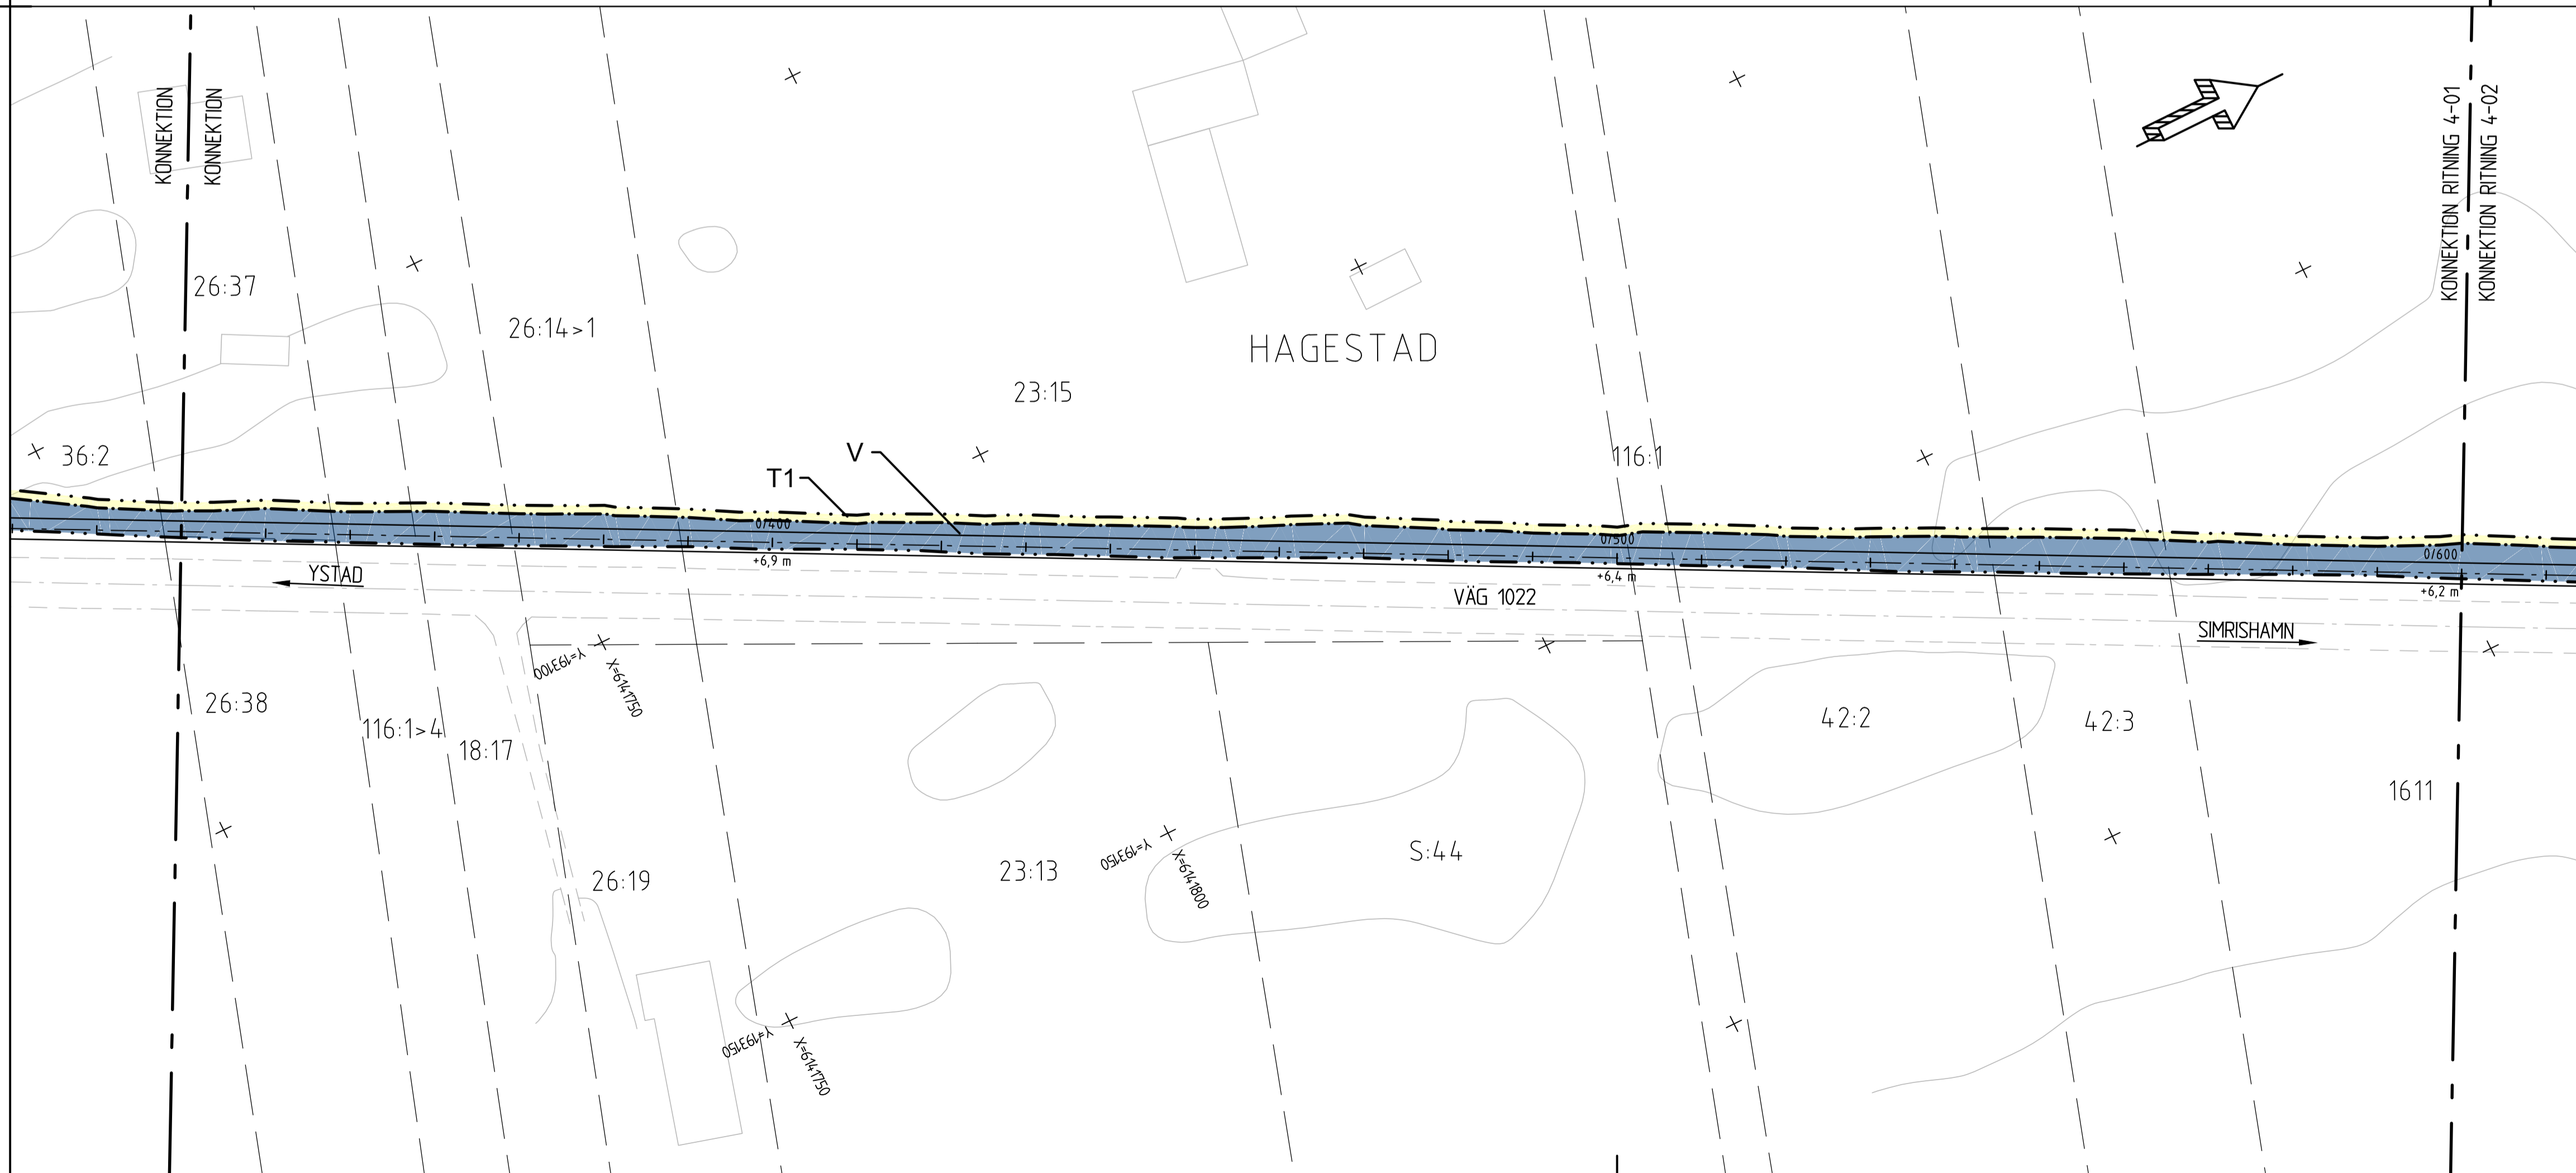 KONNEKTION
KONNEKTION
KONNEKTION RITNING 4-01
KONNEKTION RITNING 4-02
26:37
26:14>1
HAGESTAD
23:15
36:2
V
T1
116:1
0/400
+6,9 m
0/500
+6,4 m
0/600
+6,2 m
YSTAD
VÄG 1022
SIMRISHAMN
Y=193100
X=6141750
26:38
116:1>4
18:17
42:2
42:3
1611
Y=193150
X=6141800
S:44
23:13
26:19
Y=193150
X=6141750